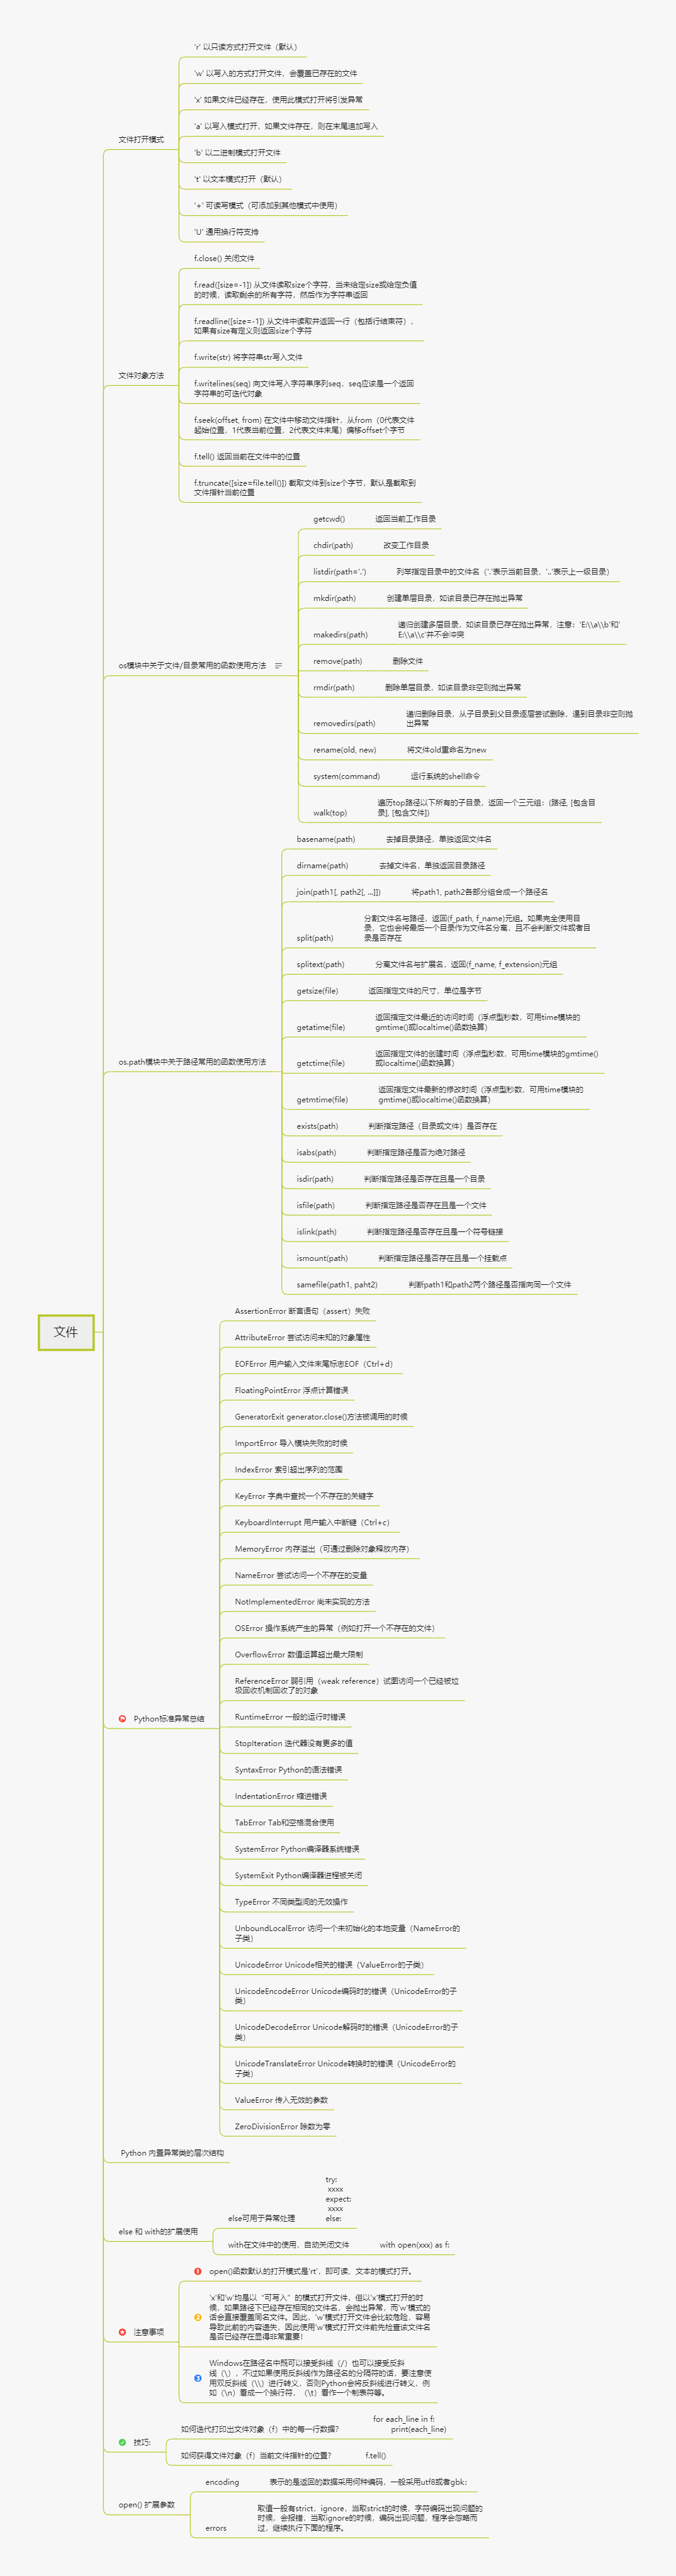 'r' 以只读方式打开文件（默认）
'w' 以写入的方式打开文件，会覆盖已存在的文件
'x' 如果文件已经存在，使用此模式打开将引发异常
文件打开模式
'a' 以写入模式打开，如果文件存在，则在末尾追加写入
'b' 以二进制模式打开文件
't' 以文本模式打开（默认）
'+' 可读写模式（可添加到其他模式中使用）
'U' 通用换行符支持
f.close() 关闭文件
f.read([size=-1]) 从文件读取size个字符，当未给定size或给定负值
的时候，读取剩余的所有字符，然后作为字符串返回
f.readline([size=-1]) 从文件中读取并返回一行（包括行结束符），
如果有size有定义则返回size个字符
f.write(str) 将字符串str写入文件
文件对象方法
f.writelines(seq) 向文件写入字符串序列seq，seq应该是一个返回
字符串的可迭代对象
f.seek(offset, from) 在文件中移动文件指针，从from（0代表文件
起始位置，1代表当前位置，2代表文件末尾）偏移offset个字节
f.tell() 返回当前在文件中的位置
f.truncate([size=file.tell()]) 截取文件到size个字节，默认是截取到
文件指针当前位置
os模块中关于文件/目录常用的函数使用方法
getcwd() 返回当前工作目录
chdir(path) 改变工作目录
listdir(path='.') 列举指定目录中的文件名（'.'表示当前目录，'..'表示上一级目录）
mkdir(path) 创建单层目录，如该目录已存在抛出异常
makedirs(path) 递归创建多层目录，如该目录已存在抛出异常，注意：'E:\\a\\b'和'
E:\\a\\c'并不会冲突
remove(path) 删除文件
rmdir(path) 删除单层目录，如该目录非空则抛出异常
removedirs(path) 递归删除目录，从子目录到父目录逐层尝试删除，遇到目录非空则抛
出异常
rename(old, new) 将文件old重命名为new
system(command) 运行系统的shell命令
walk(top) 遍历top路径以下所有的子目录，返回一个三元组：(路径, [包含目
录], [包含文件])
os.path模块中关于路径常用的函数使用方法
basename(path) 去掉目录路径，单独返回文件名
dirname(path) 去掉文件名，单独返回目录路径
join(path1[, path2[, ...]]) 将path1, path2各部分组合成一个路径名
split(path) 分割文件名与路径，返回(f_path, f_name)元组。如果完全使用目
录，它也会将最后一个目录作为文件名分离，且不会判断文件或者目
录是否存在
splitext(path) 分离文件名与扩展名，返回(f_name, f_extension)元组
getsize(file) 返回指定文件的尺寸，单位是字节
getatime(file) 返回指定文件最近的访问时间（浮点型秒数，可用time模块的
gmtime()或localtime()函数换算）
getctime(file) 返回指定文件的创建时间（浮点型秒数，可用time模块的gmtime()
或localtime()函数换算）
getmtime(file) 返回指定文件最新的修改时间（浮点型秒数，可用time模块的
gmtime()或localtime()函数换算）
exists(path) 判断指定路径（目录或文件）是否存在
isabs(path) 判断指定路径是否为绝对路径
isdir(path) 判断指定路径是否存在且是一个目录
isfile(path) 判断指定路径是否存在且是一个文件
islink(path) 判断指定路径是否存在且是一个符号链接
ismount(path) 判断指定路径是否存在且是一个挂载点
samefile(path1, paht2) 判断path1和path2两个路径是否指向同一个文件
文件
Python标准异常总结
AssertionError 断言语句（assert）失败
AttributeError 尝试访问未知的对象属性
EOFError 用户输入文件末尾标志EOF（Ctrl+d）
FloatingPointError 浮点计算错误
GeneratorExit generator.close()方法被调用的时候
ImportError 导入模块失败的时候
IndexError 索引超出序列的范围
KeyError 字典中查找一个不存在的关键字
KeyboardInterrupt 用户输入中断键（Ctrl+c）
MemoryError 内存溢出（可通过删除对象释放内存）
NameError 尝试访问一个不存在的变量
NotImplementedError 尚未实现的方法
OSError 操作系统产生的异常（例如打开一个不存在的文件）
OverflowError 数值运算超出最大限制
ReferenceError 弱引用（weak reference）试图访问一个已经被垃
圾回收机制回收了的对象
RuntimeError 一般的运行时错误
StopIteration 迭代器没有更多的值
SyntaxError Python的语法错误
IndentationError 缩进错误
TabError Tab和空格混合使用
SystemError Python编译器系统错误
SystemExit Python编译器进程被关闭
TypeError 不同类型间的无效操作
UnboundLocalError 访问一个未初始化的本地变量（NameError的
子类）
UnicodeError Unicode相关的错误（ValueError的子类）
UnicodeEncodeError Unicode编码时的错误（UnicodeError的子
类）
UnicodeDecodeError Unicode解码时的错误（UnicodeError的子
类）
UnicodeTranslateError Unicode转换时的错误（UnicodeError的
子类）
ValueError 传入无效的参数
ZeroDivisionError 除数为零
Python 内置异常类的层次结构
else 和 with的扩展使用
else可用于异常处理
try:
xxxx
expect:
xxxx
else:
with在文件中的使用，自动关闭文件 with open(xxx) as f:
注意事项
1 open()函数默认的打开模式是'rt'，即可读、文本的模式打开。
2 'x'和'w'均是以“可写入”的模式打开文件，但以'x'模式打开的时
候，如果路径下已经存在相同的文件名，会抛出异常，而'w'模式的
话会直接覆盖同名文件。因此，'w'模式打开文件会比较危险，容易
导致此前的内容遗失，因此使用'w'模式打开文件前先检查该文件名
是否已经存在显得非常重要！
3 Windows在路径名中既可以接受斜线（/）也可以接受反斜
线（\），不过如果使用反斜线作为路径名的分隔符的话，要注意使
用双反斜线（\\）进行转义，否则Python会将反斜线进行转义，例
如（\n）看成一个换行符，（\t）看作一个制表符等。
技巧:
如何迭代打印出文件对象（f）中的每一行数据？
for each_line in f:
print(each_line)
如何获得文件对象（f）当前文件指针的位置？ f.tell()
open() 扩展参数
encoding 表示的是返回的数据采用何种编码，一般采用utf8或者gbk；
errors 取值一般有strict，ignore，当取strict的时候，字符编码出现问题的
时候，会报错，当取ignore的时候，编码出现问题，程序会忽略而
过，继续执行下面的程序。